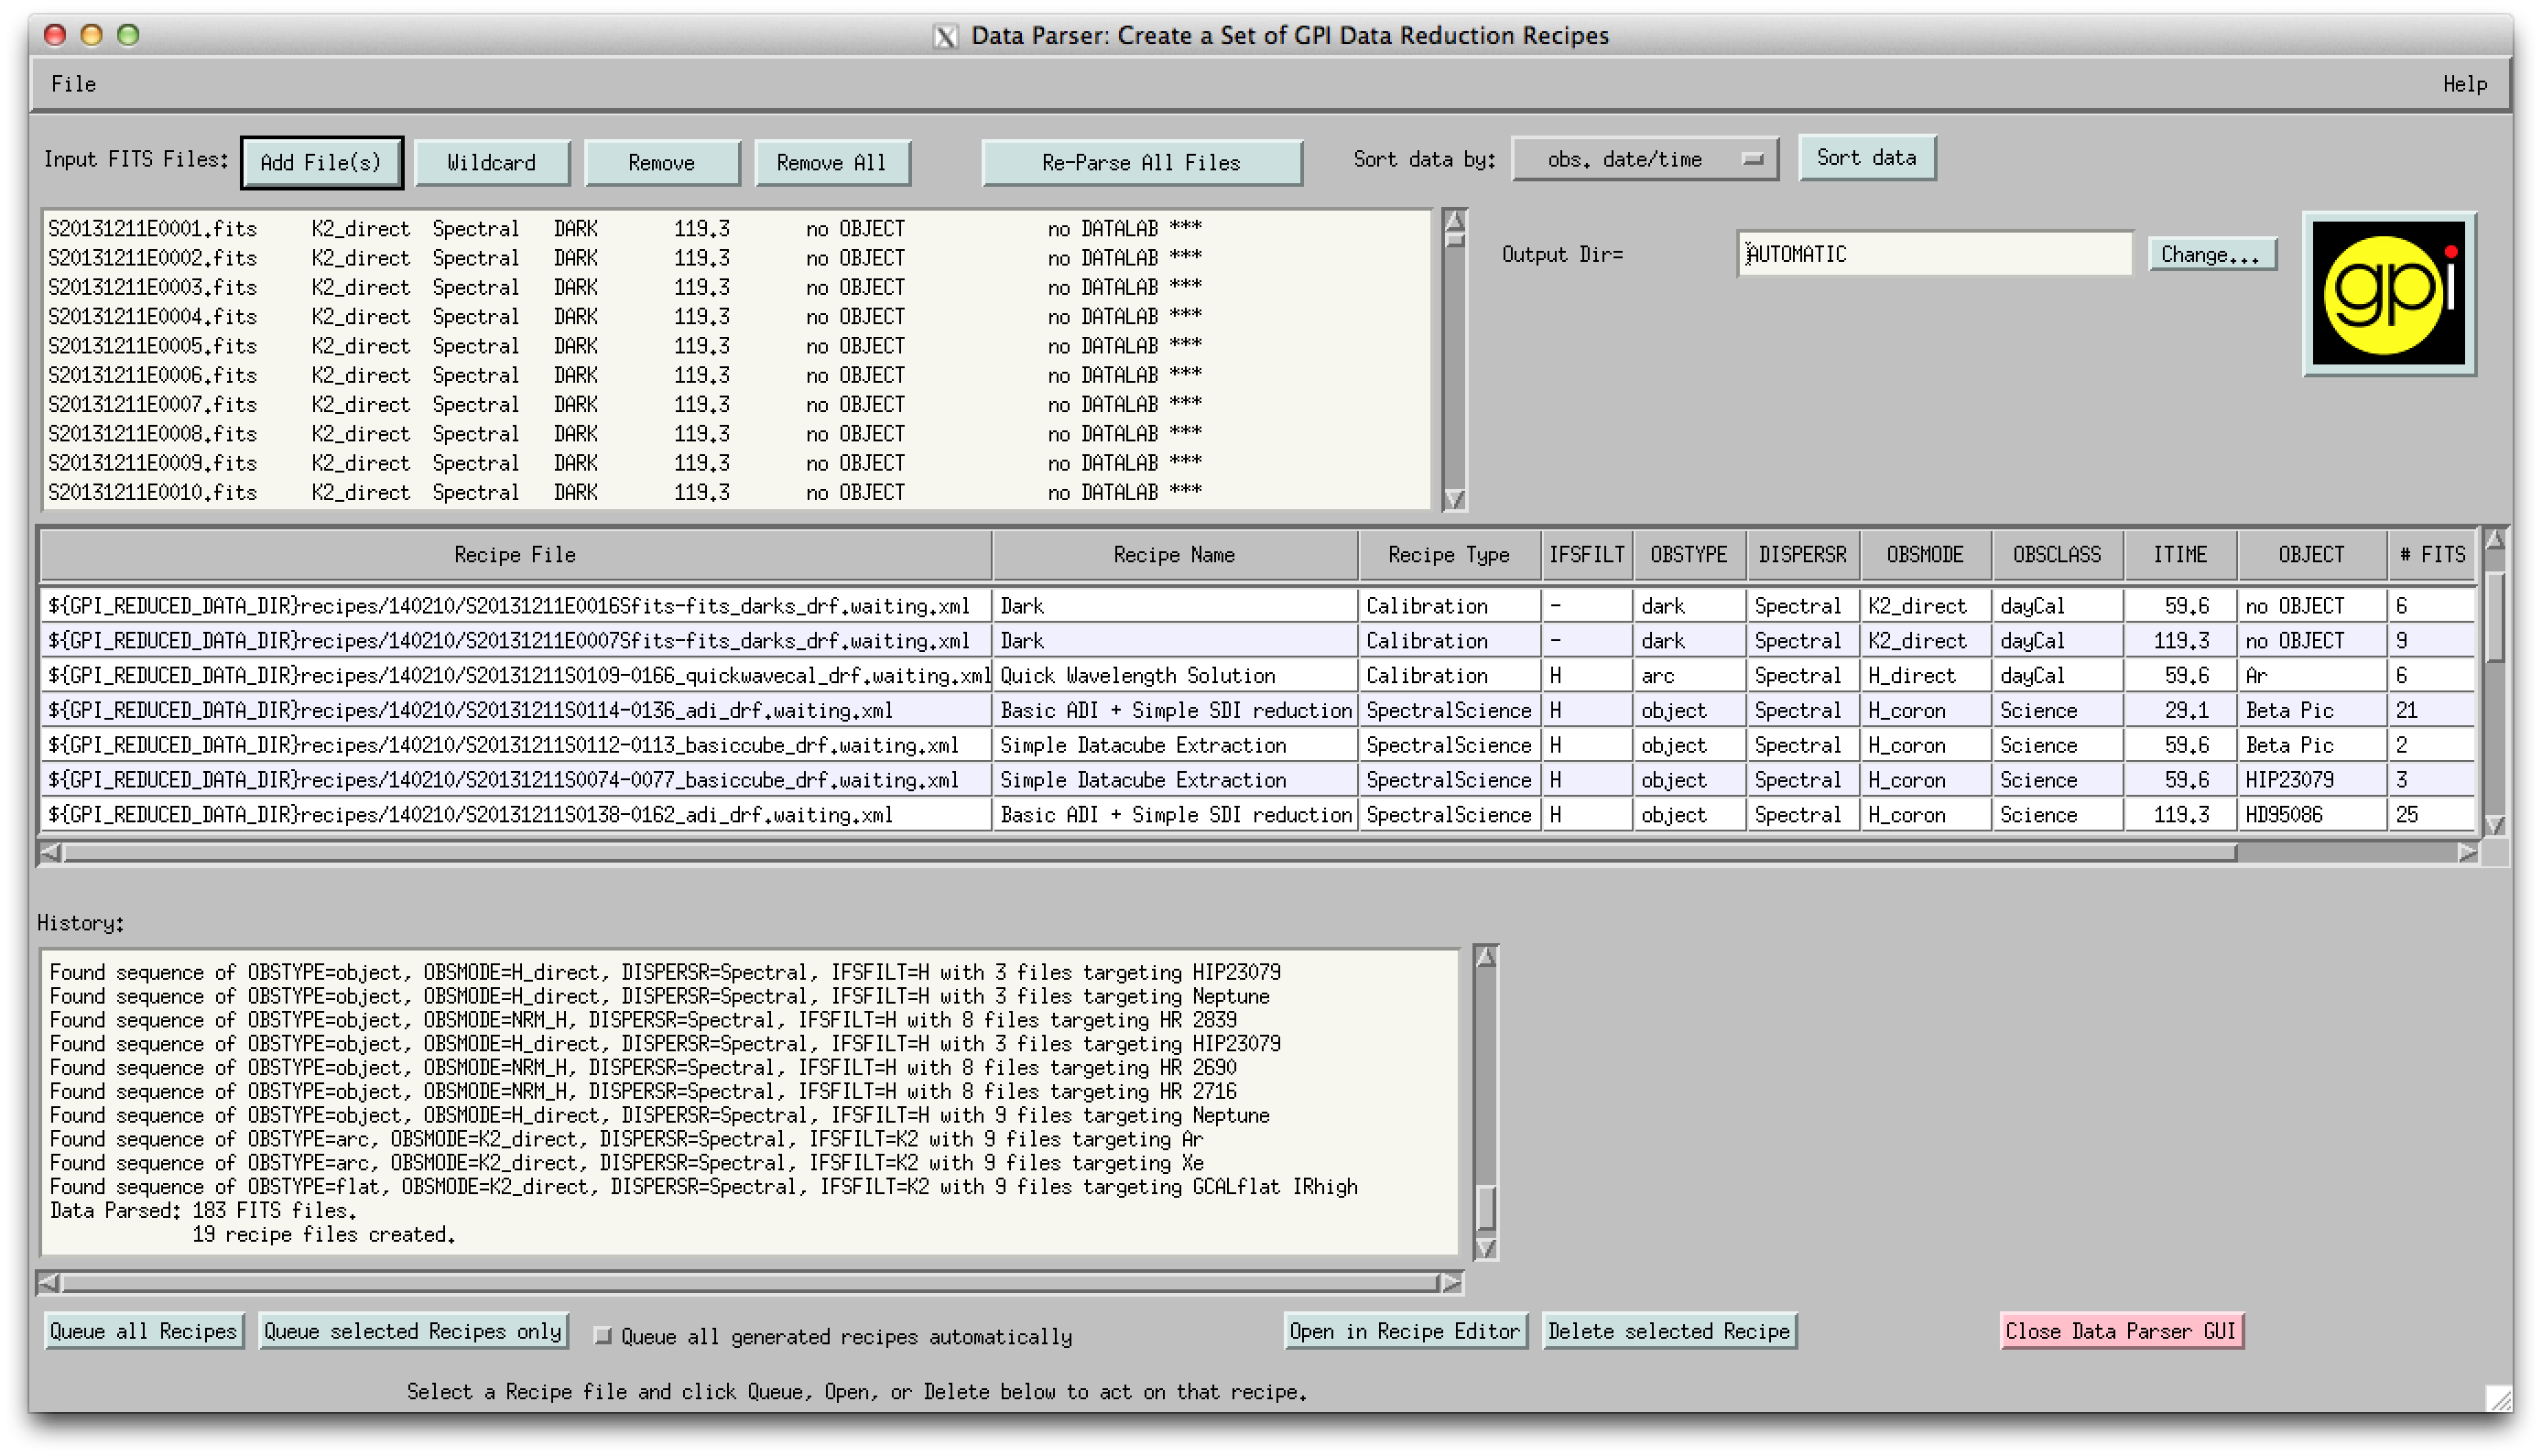 X Data Parser: Create a Set of GPI Data Reduction Recipes
File Help
Input FITS Files: Add File(s) Wildcard Remove Remove All Re-Parse All Files Sort data by: obs. date/time Sort data
S20131211E0001.fits K2_direct Spectral DARK 119.3 no OBJECT no DATALAB ***
S20131211E0002.fits K2_direct Spectral DARK 119.3 no OBJECT no DATALAB ***
S20131211E0003.fits K2_direct Spectral DARK 119.3 no OBJECT no DATALAB ***
S20131211E0004.fits K2_direct Spectral DARK 119.3 no OBJECT no DATALAB ***
S20131211E0005.fits K2_direct Spectral DARK 119.3 no OBJECT no DATALAB ***
S20131211E0006.fits K2_direct Spectral DARK 119.3 no OBJECT no DATALAB ***
S20131211E0007.fits K2_direct Spectral DARK 119.3 no OBJECT no DATALAB ***
S20131211E0008.fits K2_direct Spectral DARK 119.3 no OBJECT no DATALAB ***
S20131211E0009.fits K2_direct Spectral DARK 119.3 no OBJECT no DATALAB ***
S20131211E0010.fits K2_direct Spectral DARK 119.3 no OBJECT no DATALAB ***
Output Dir= AUTOMATIC Change...
gpi
Recipe File Recipe Name Recipe Type IFSFILT OBSTYPE DISPERSR OBSMODE OBSCLASS ITIME OBJECT # FITS
${GPI_REDUCED_DATA_DIR}recipes/140210/S20131211E0016Sfits-fits_darks_drf.waiting.xml Dark Calibration - dark Spectral K2_direct dayCal 59.6 no OBJECT 6
${GPI_REDUCED_DATA_DIR}recipes/140210/S20131211E0007Sfits-fits_darks_drf.waiting.xml Dark Calibration - dark Spectral K2_direct dayCal 119.3 no OBJECT 9
${GPI_REDUCED_DATA_DIR}recipes/140210/S20131211S0109-0166_quickwavecal_drf.waiting.xml Quick Wavelength Solution Calibration H arc Spectral H_direct dayCal 59.6 Ar 6
${GPI_REDUCED_DATA_DIR}recipes/140210/S20131211S0114-0136_adi_drf.waiting.xml Basic ADI + Simple SDI reduction SpectralScience H object Spectral H_coron Science 29.1 Beta Pic 21
${GPI_REDUCED_DATA_DIR}recipes/140210/S20131211S0112-0113_basiccube_drf.waiting.xml Simple Datacube Extraction SpectralScience H object Spectral H_coron Science 59.6 Beta Pic 2
${GPI_REDUCED_DATA_DIR}recipes/140210/S20131211S0074-0077_basiccube_drf.waiting.xml Simple Datacube Extraction SpectralScience H object Spectral H_coron Science 59.6 HIP23079 3
${GPI_REDUCED_DATA_DIR}recipes/140210/S20131211S0138-0162_adi_drf.waiting.xml Basic ADI + Simple SDI reduction SpectralScience H object Spectral H_coron Science 119.3 HD95086 25
History:
Found sequence of OBSTYPE=object, OBSMODE=H_direct, DISPERSR=Spectral, IFSFILT=H with 3 files targeting HIP23079
Found sequence of OBSTYPE=object, OBSMODE=H_direct, DISPERSR=Spectral, IFSFILT=H with 3 files targeting Neptune
Found sequence of OBSTYPE=object, OBSMODE=NRM_H, DISPERSR=Spectral, IFSFILT=H with 8 files targeting HR 2839
Found sequence of OBSTYPE=object, OBSMODE=H_direct, DISPERSR=Spectral, IFSFILT=H with 3 files targeting HIP23079
Found sequence of OBSTYPE=object, OBSMODE=NRM_H, DISPERSR=Spectral, IFSFILT=H with 8 files targeting HR 2690
Found sequence of OBSTYPE=object, OBSMODE=NRM_H, DISPERSR=Spectral, IFSFILT=H with 8 files targeting HR 2716
Found sequence of OBSTYPE=object, OBSMODE=H_direct, DISPERSR=Spectral, IFSFILT=H with 9 files targeting Neptune
Found sequence of OBSTYPE=arc, OBSMODE=K2_direct, DISPERSR=Spectral, IFSFILT=K2 with 9 files targeting Ar
Found sequence of OBSTYPE=arc, OBSMODE=K2_direct, DISPERSR=Spectral, IFSFILT=K2 with 9 files targeting Xe
Found sequence of OBSTYPE=flat, OBSMODE=K2_direct, DISPERSR=Spectral, IFSFILT=K2 with 9 files targeting GCALflat IRhigh
Data Parsed: 183 FITS files.
19 recipe files created.
Queue all Recipes Queue selected Recipes only Queue all generated recipes automatically Open in Recipe Editor Delete selected Recipe Close Data Parser GUI
Select a Recipe file and click Queue, Open, or Delete below to act on that recipe.